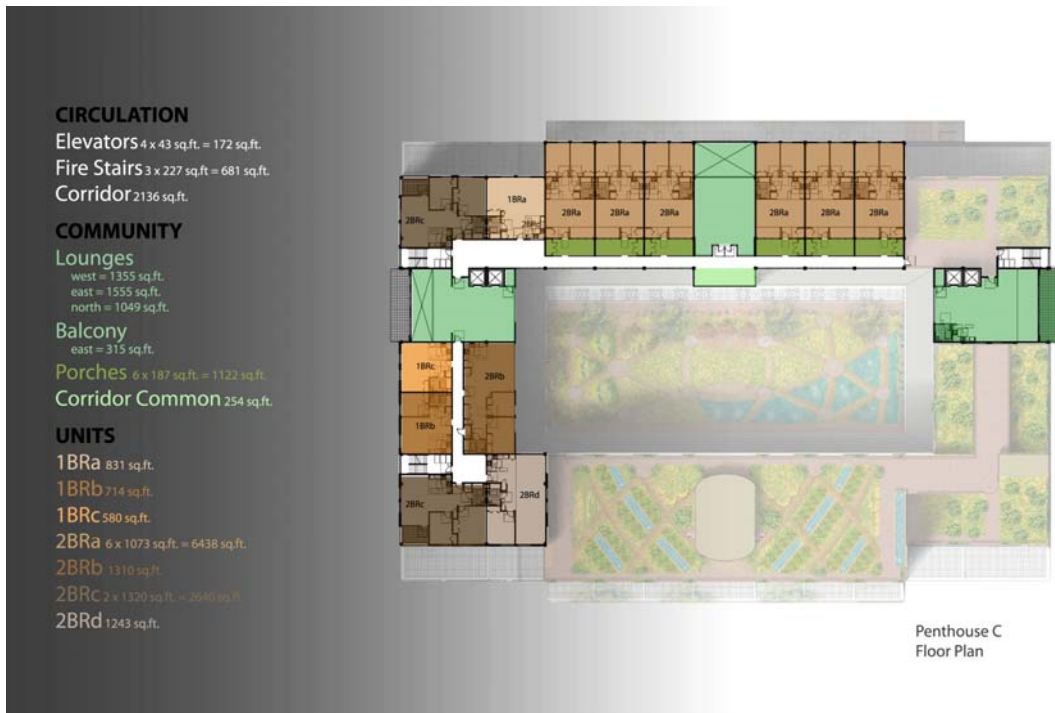 CIRCULATION
Elevators 4 x 43 sq.ft. = 172 sq.ft.
Fire Stairs 3 x 227 sq.ft = 681 sq.ft.
Corridor 2136 sq.ft.
COMMUNITY
Lounges
west = 1355 sq.ft.
east = 1555 sq.ft.
north = 1049 sq.ft.
Balcony
east = 315 sq.ft.
Porches 6 x 187 sq.ft. = 1122 sq.ft.
Corridor Common 254 sq.ft.
UNITS
1BRa 831 sq.ft.
1BRb 714 sq.ft.
1BRc 580 sq.ft.
2BRa 6 x 1073 sq.ft. = 6438 sq.ft.
2BRb 1310 sq.ft.
2BRc 2 x 1320 sq.ft. = 2640 sq.ft.
2BRd 1243 sq.ft.
2BRc
1BRa
2BRa
2BRa
2BRa
2BRa
2BRa
2BRa
1BRc
2BRb
1BRb
2BRc
2BRd
Penthouse C
Floor Plan